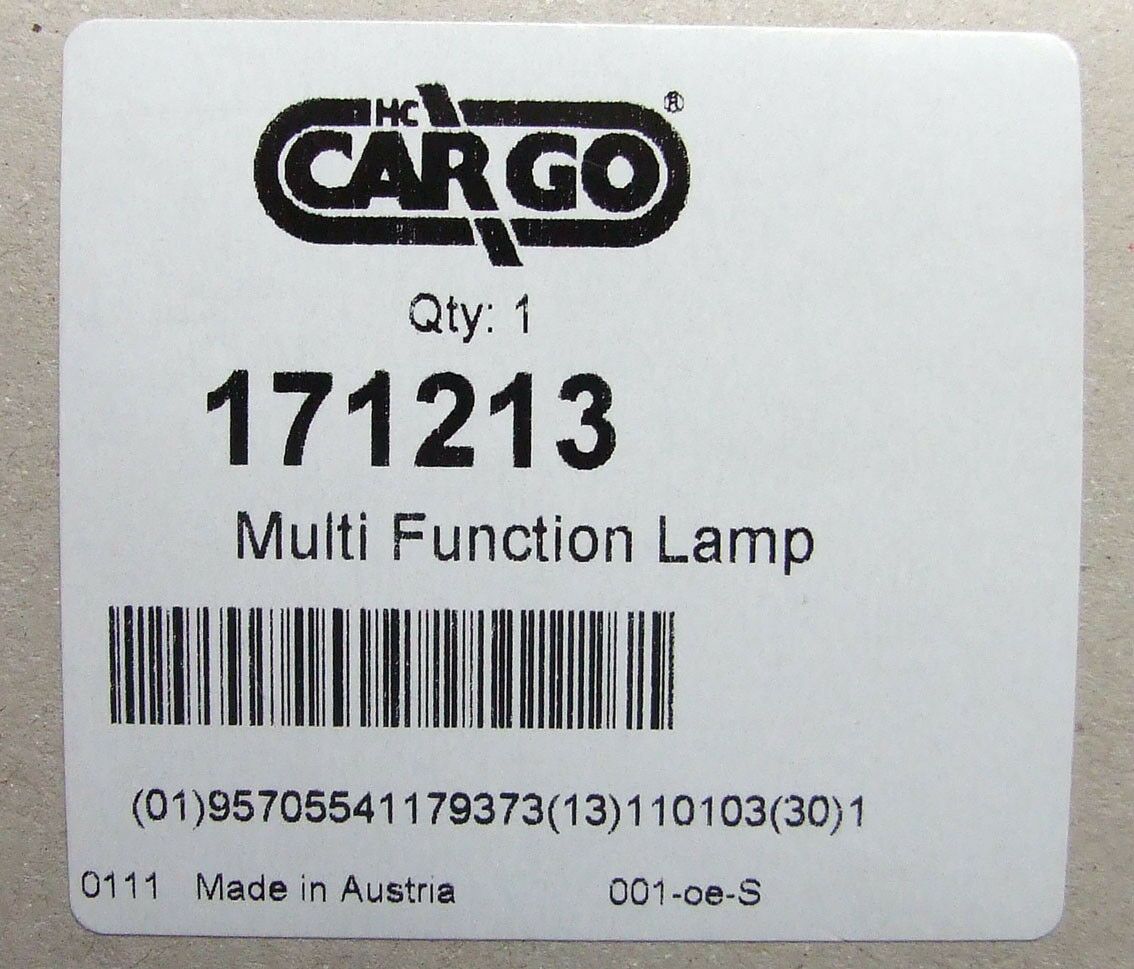 HC
CARGO®
Qty: 1
171213
Multi Function Lamp
(01)95705541179373(13)110103(30)1
0111 Made in Austria 001-oe-S